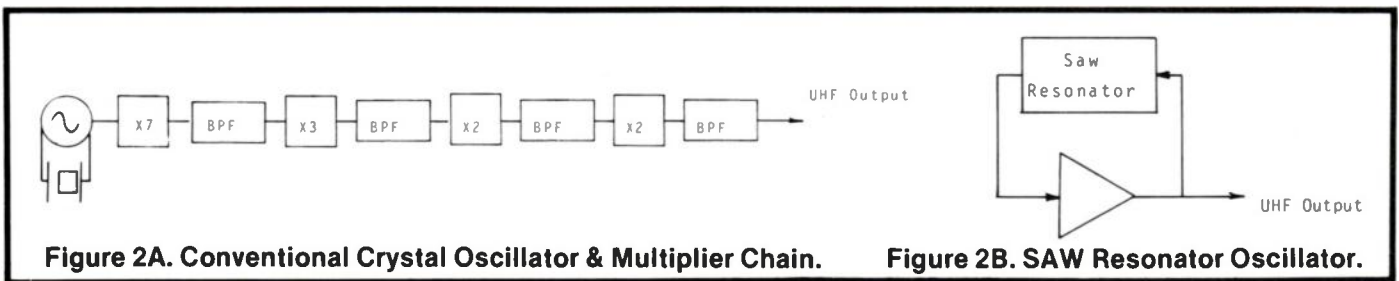 X7 BPF X3 BPF X2 BPF X2 BPF
UHF Output
Figure 2A. Conventional Crystal Oscillator & Multiplier Chain.
Saw
Resonator
UHF Output
Figure 2B. SAW Resonator Oscillator.